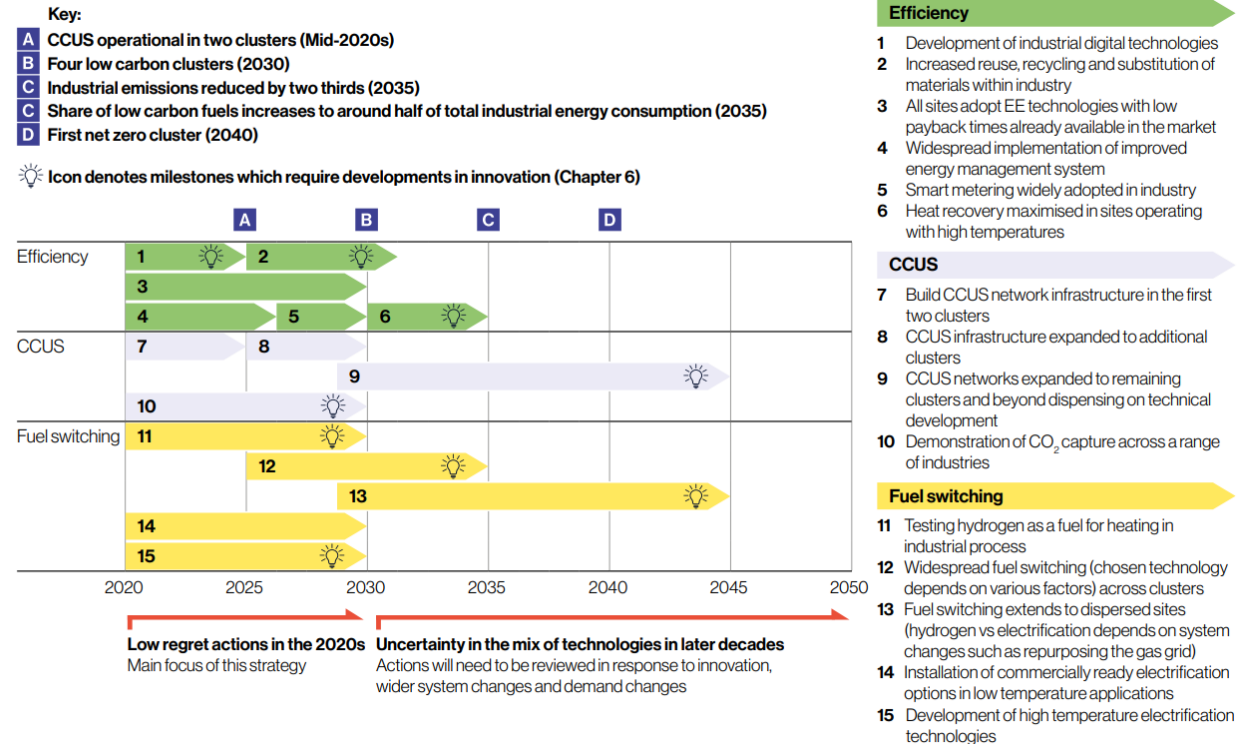 Key:
A CCUS operational in two clusters (Mid-2020s)
B Four low carbon clusters (2030)
C Industrial emissions reduced by two thirds (2035)
C Share of low carbon fuels increases to around half of total industrial energy consumption (2035)
D First net zero cluster (2040)
Icon denotes milestones which require developments in innovation (Chapter 6)
A B C D
Efficiency
1 2
3
4 5 6
CCUS
7 8
9
10
Fuel switching
11
12
13
14
15
2020 2025 2030 2035 2040 2045 2050
Low regret actions in the 2020s
Main focus of this strategy
Uncertainty in the mix of technologies in later decades
Actions will need to be reviewed in response to innovation,
wider system changes and demand changes
Efficiency
1 Development of industrial digital technologies
2 Increased reuse, recycling and substitution of
materials within industry
3 All sites adopt EE technologies with low
payback times already available in the market
4 Widespread implementation of improved
energy management system
5 Smart metering widely adopted in industry
6 Heat recovery maximised in sites operating
with high temperatures
CCUS
7 Build CCUS network infrastructure in the first
two clusters
8 CCUS infrastructure expanded to additional
clusters
9 CCUS networks expanded to remaining
clusters and beyond dispensing on technical
development
10 Demonstration of CO2 capture across a range
of industries
Fuel switching
11 Testing hydrogen as a fuel for heating in
industrial process
12 Widespread fuel switching (chosen technology
depends on various factors) across clusters
13 Fuel switching extends to dispersed sites
(hydrogen vs electrification depends on system
changes such as repurposing the gas grid)
14 Installation of commercially ready electrification
options in low temperature applications
15 Development of high temperature electrification
technologies